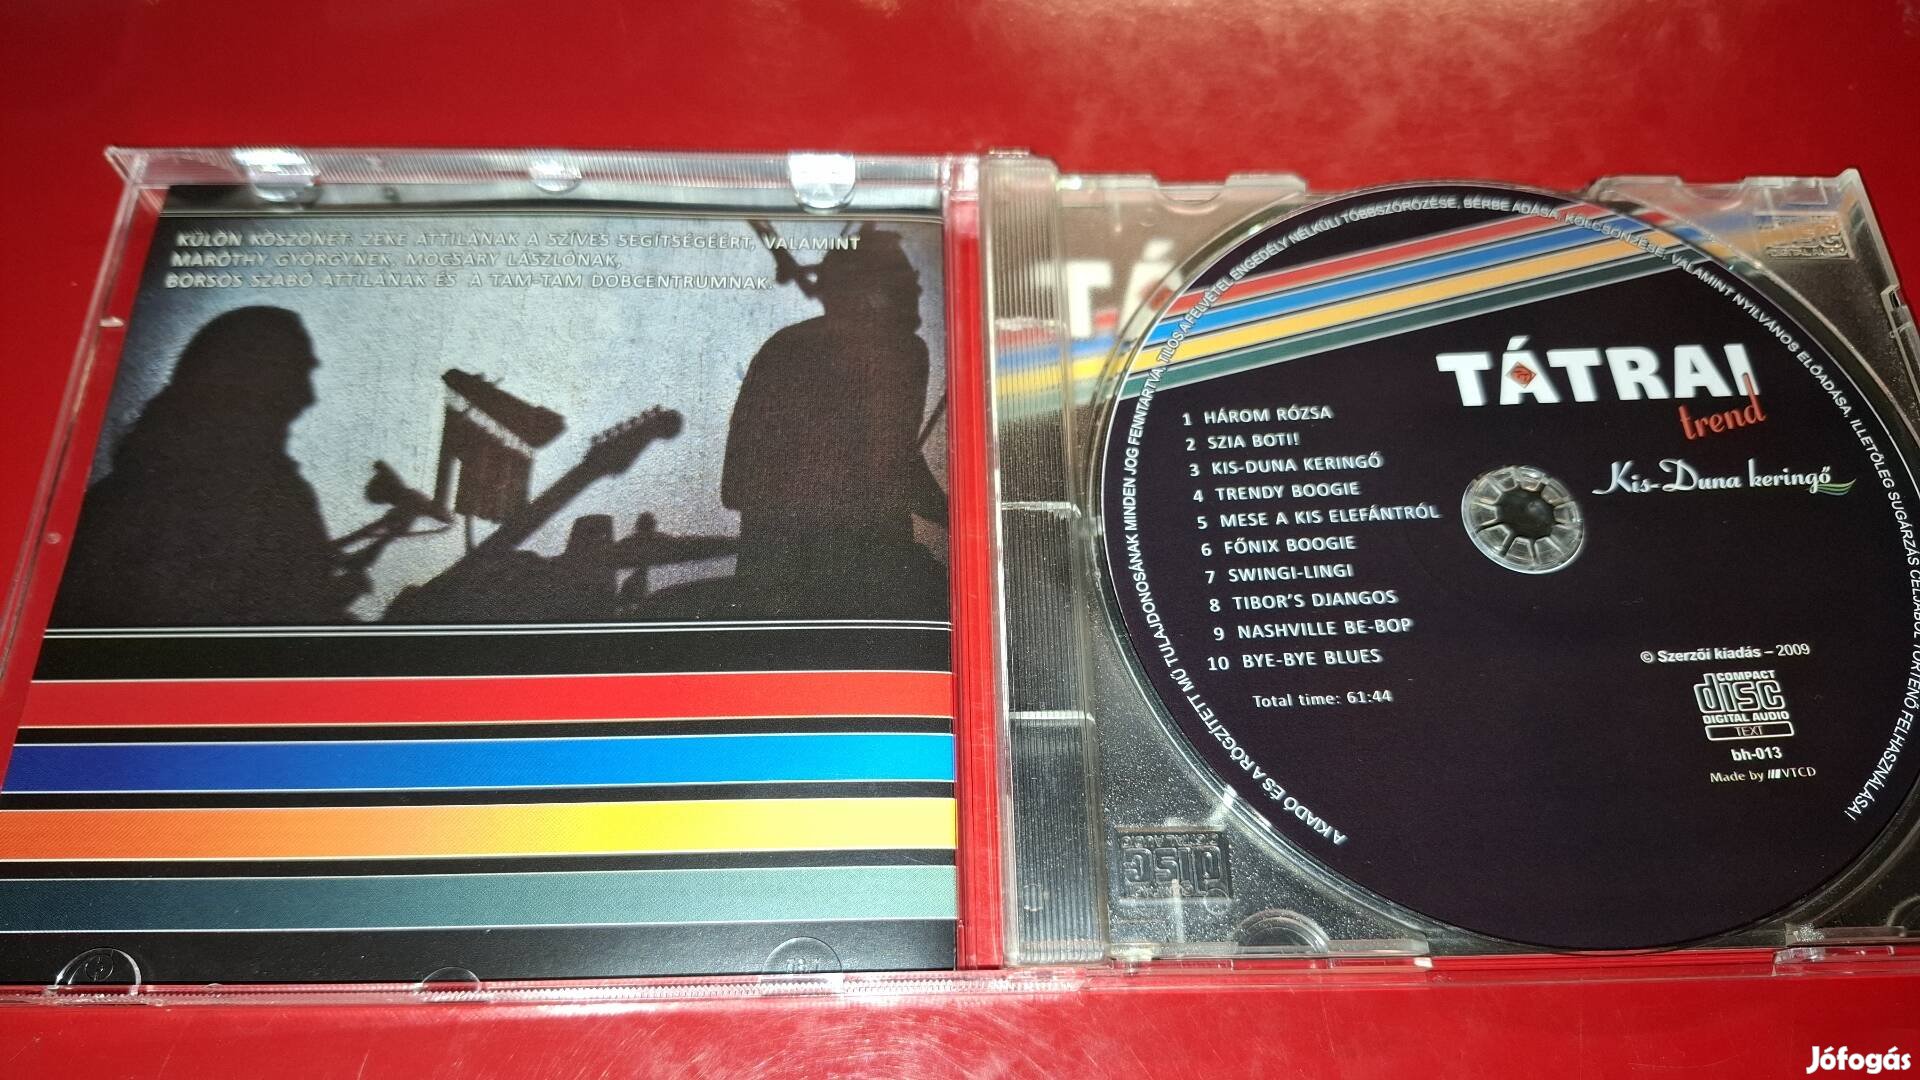 KÜLÖN KÖSZÖNET: ZEKE ATTILÁNAK A SZÍVES SEGÍTSÉGÉÉRT, VALAMINT
MARÓTHY GYÖRGYNEK, MOCSÁRY LÁSZLÓNAK,
BORSOS SZABÓ ATTILÁNAK ÉS A TAM-TAM DOBCENTRUMNAK.
TÁ
A KIADÓ ÉS A RÖGZÍTETT MŰ TULAJDONOSÁNAK MINDEN JOG FENNTARTVA. TILOS A FELVÉTEL ENGEDÉLY NÉLKÜLI TÖBBSZÖRÖZÉSE, BÉRBE ADÁSA, KÖLCSÖNZÉSE, VALAMINT NYILVÁNOS ELŐADÁSA, ILLETŐLEG SUGÁRZÁS CÉLJÁBÓL TÖRTÉNŐ FELHASZNÁLÁSA!
TÁTRAI
trend
Kis-Duna keringő
1 HÁROM RÓZSA
2 SZIA BOTI!
3 KIS-DUNA KERINGŐ
4 TRENDY BOOGIE
5 MESE A KIS ELEFÁNTRÓL
6 FŐNIX BOOGIE
7 SWINGI-LINGI
8 TIBOR'S DJANGOS
9 NASHVILLE BE-BOP
10 BYE-BYE BLUES
Total time: 61:44
© Szerzõi kiadás – 2009
COMPACT
disc
DIGITAL AUDIO
TEXT
bh-013
Made by VTCD
disc
Jófogás